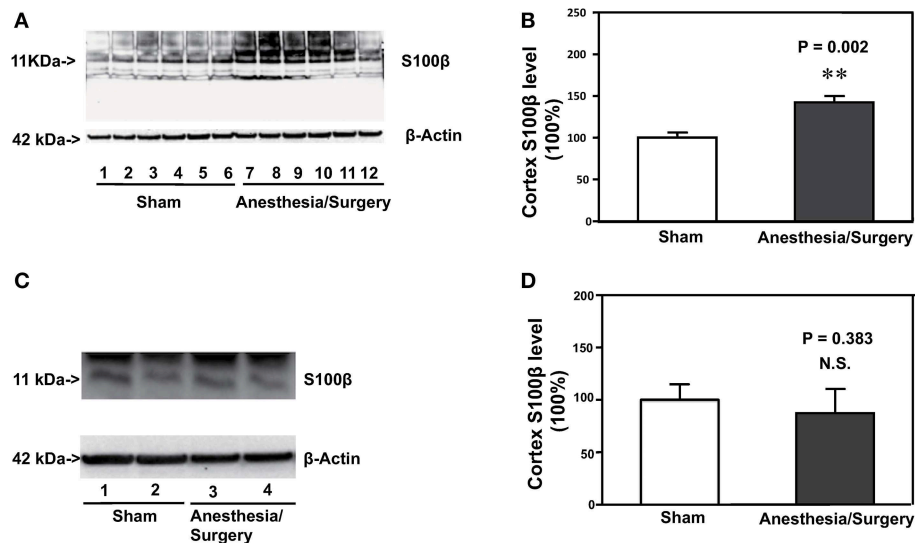 A
11KDa->
S100β
42 kDa->
β-Actin
1 2 3 4 5 6 7 8 9 10 11 12
Sham Anesthesia/Surgery
B
Cortex S100β level
(100%)
250
200
150
100
50
0
P = 0.002
**
Sham Anesthesia/Surgery
C
11 kDa->
S100β
42 kDa->
β-Actin
1 2 3 4
Sham Anesthesia/
Surgery
D
Cortex S100β level
(100%)
200
150
100
50
0
P = 0.383
N.S.
Sham Anesthesia/Surgery